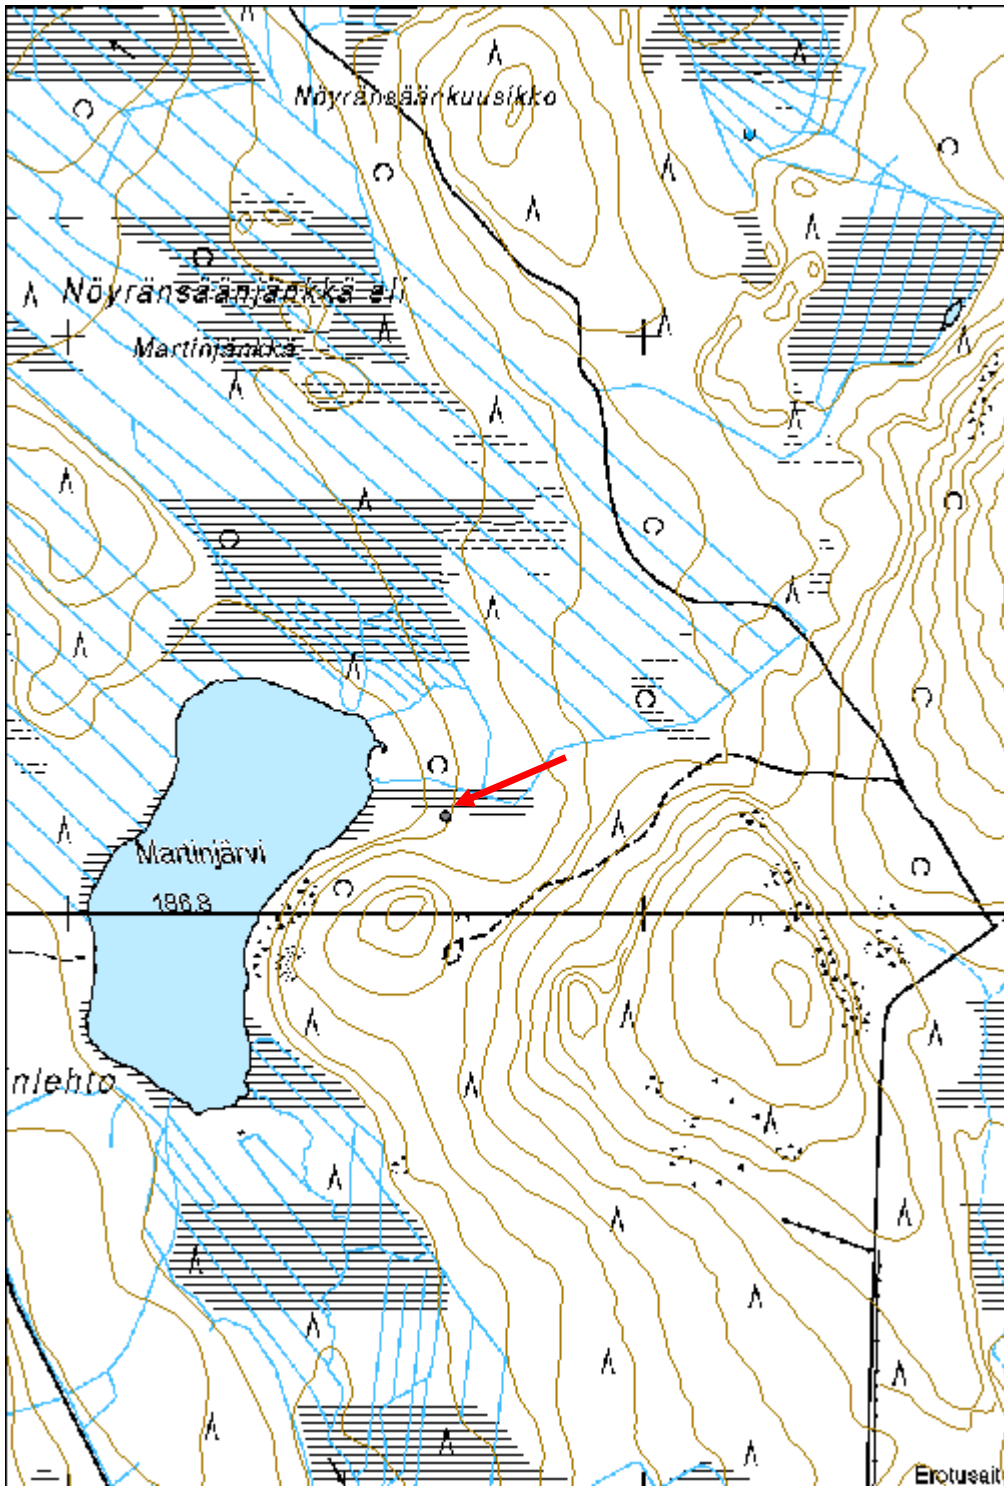 Nöyränsäänkuusikko
Nöyränsäänjänkkä eli
Martinjänkkä
Martinjärvi
186.8
nlehto
Erotusait